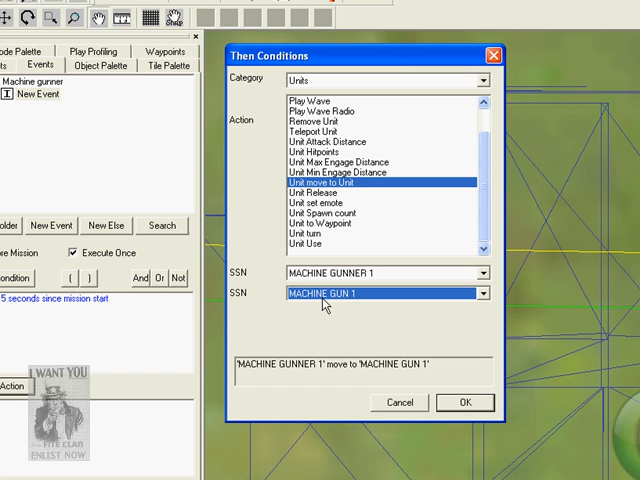 Snap
ode Palette
Play Profiling
Waypoints
ts
Events
Object Palette
Tile Palette
Machine gunner
New Event
older
New Event
New Else
Search
re Mission
Execute Once
ondition
(
)
And
Or
Not
5 seconds since mission start
Action
I WANT YOU
FITE CLAN
ENLIST NOW
Then Conditions
Category
Units
Action
Play Wave
Play Wave Radio
Remove Unit
Teleport Unit
Unit Attack Distance
Unit Hitpoints
Unit Max Engage Distance
Unit Min Engage Distance
Unit move to Unit
Unit Release
Unit set emote
Unit Spawn count
Unit to Waypoint
Unit turn
Unit Use
SSN
MACHINE GUNNER 1
SSN
MACHINE GUN 1
'MACHINE GUNNER 1' move to 'MACHINE GUN 1'
Cancel
OK